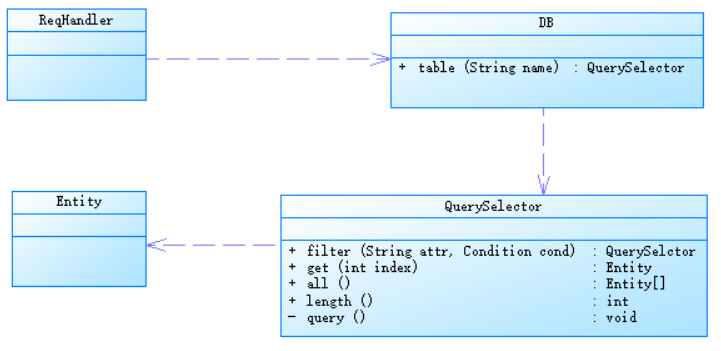 ReqHandler
DB
+ table (String name) : QuerySelector
Entity
QuerySelector
+ filter (String attr, Condition cond) : QuerySelctor
+ get (int index) : Entity
+ all () : Entity[]
+ length () : int
- query () : void